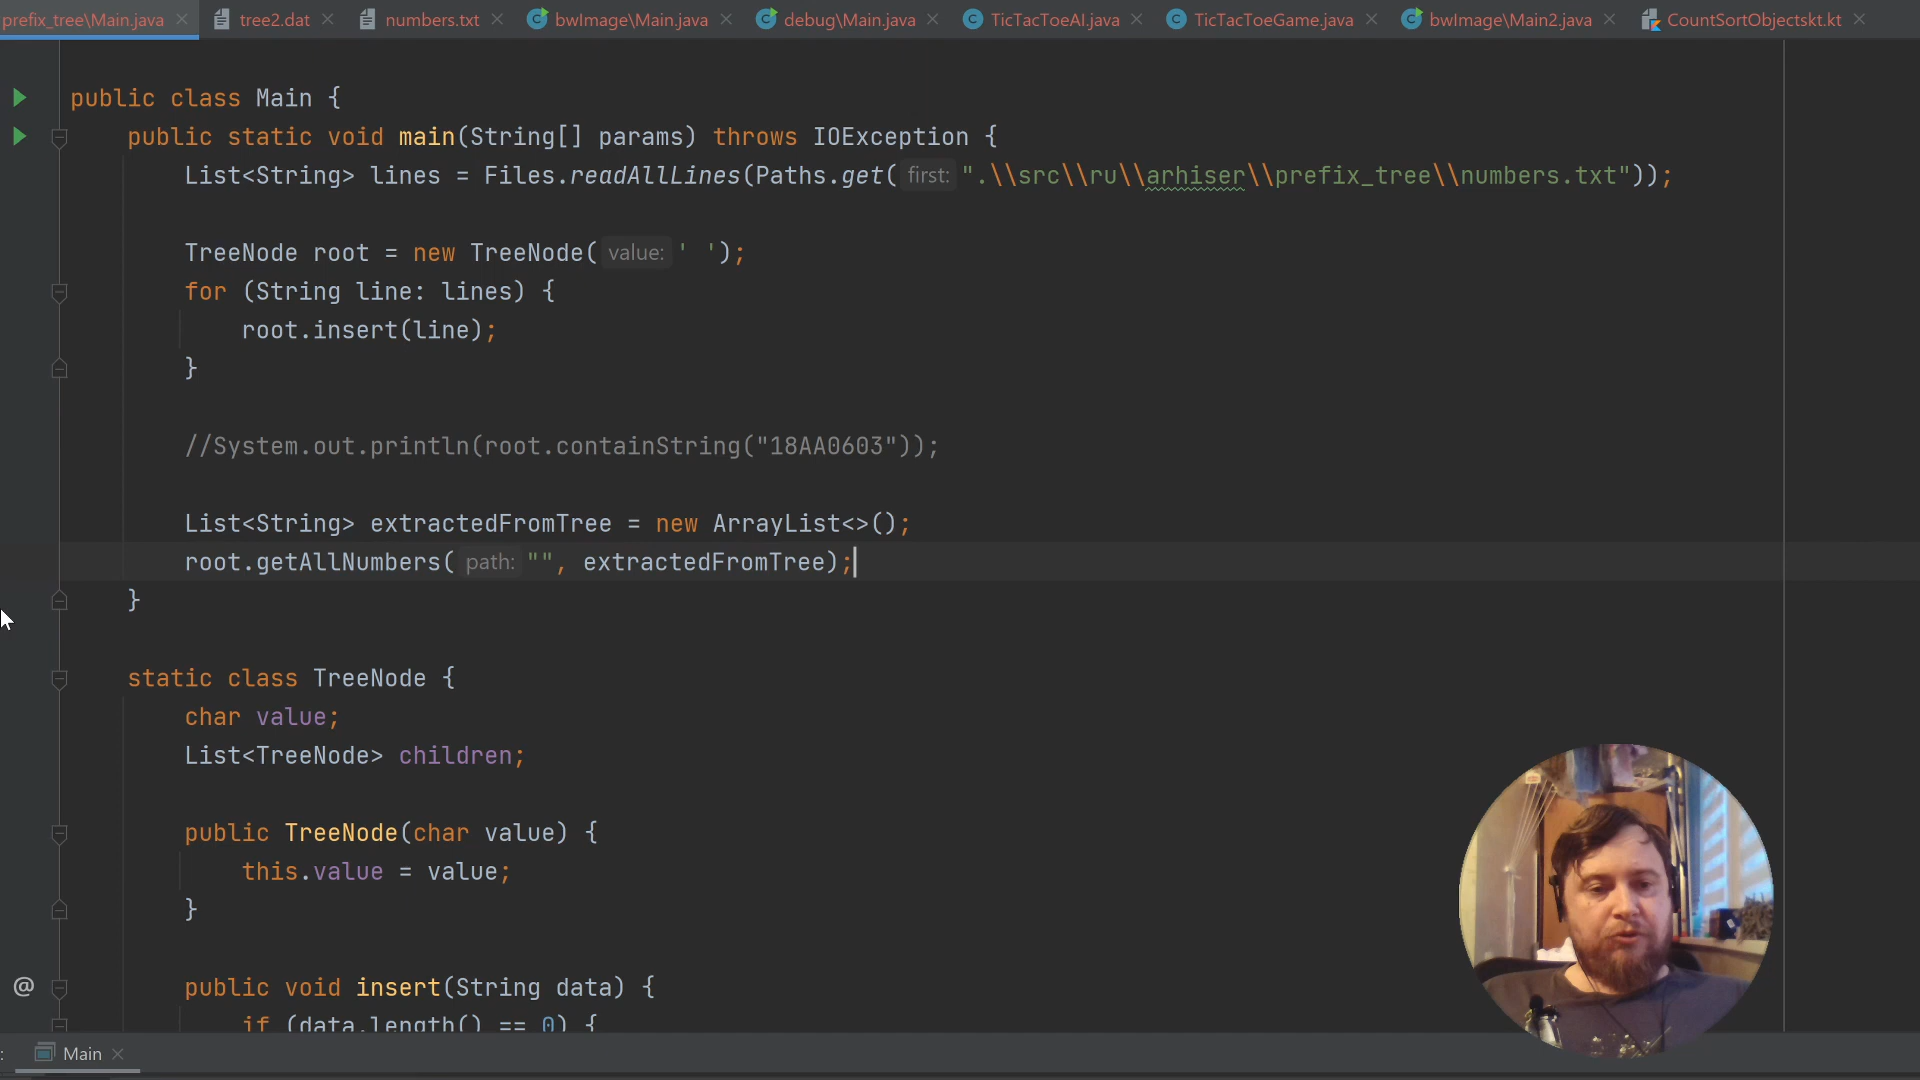 prefix_tree\Main.java tree2.dat numbers.txt bwImage\Main.java debug\Main.java TicTacToeAI.java TicTacToeGame.java bwImage\Main2.java CountSortObjectskt.kt
public class Main {
public static void main(String[] params) throws IOException {
List<String> lines = Files.readAllLines(Paths.get( first: ".\\src\\ru\\arhiser\\prefix_tree\\numbers.txt"));
TreeNode root = new TreeNode( value: ' ');
for (String line: lines) {
root.insert(line);
}
//System.out.println(root.containString("18AA0603"));
List<String> extractedFromTree = new ArrayList<>();
root.getAllNumbers( path: "", extractedFromTree);
}
static class TreeNode {
char value;
List<TreeNode> children;
public TreeNode(char value) {
this.value = value;
}
@ public void insert(String data) {
if (data.length() == 0) {
: Main